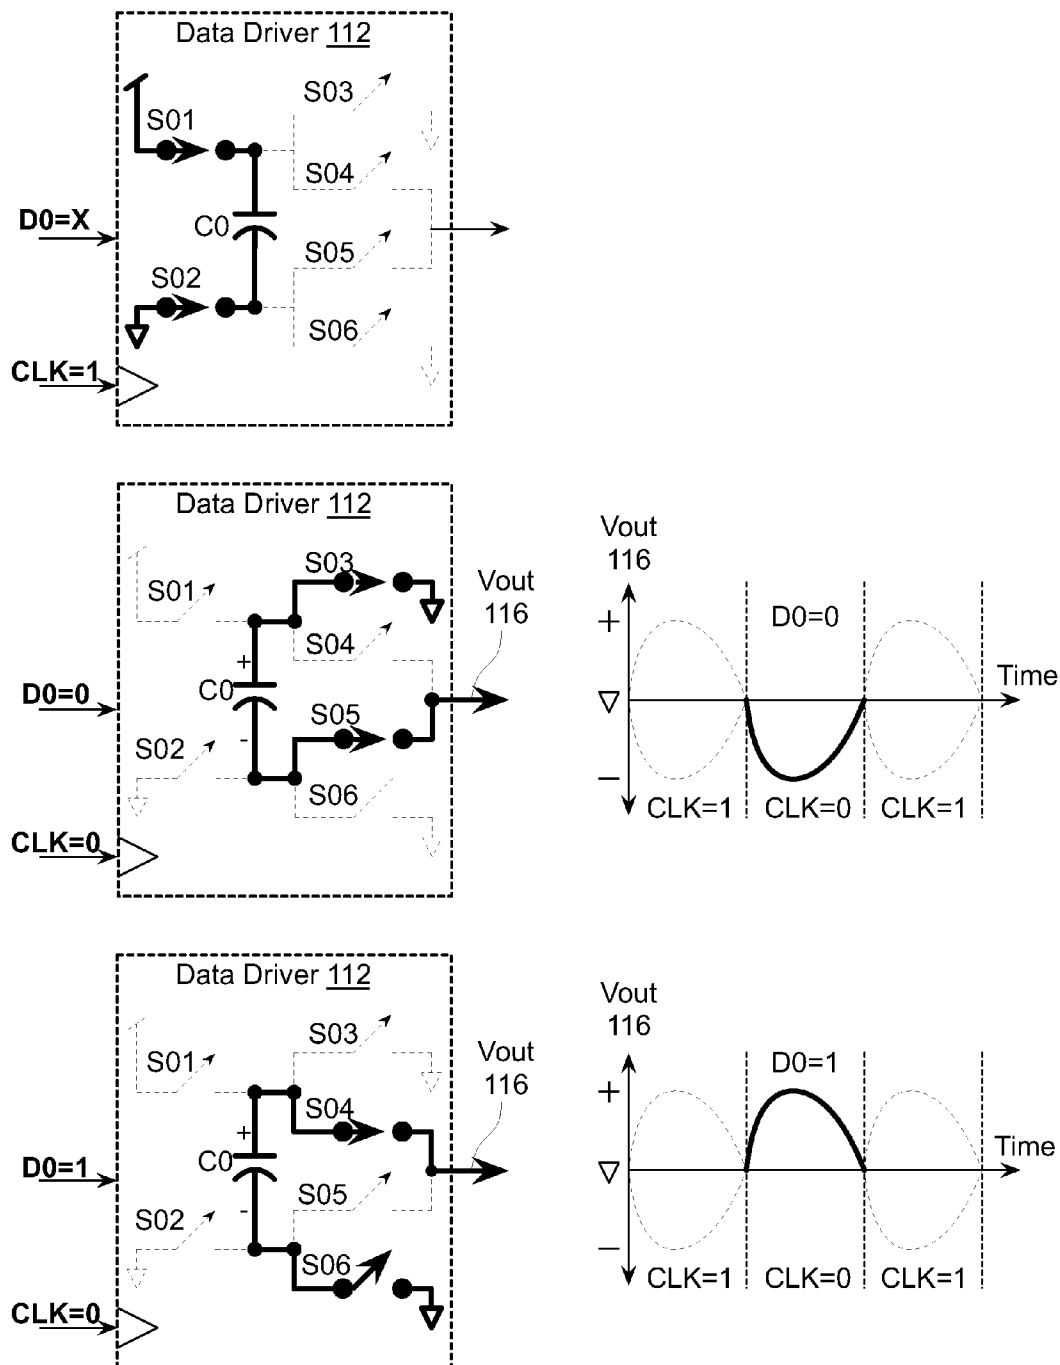 Data Driver 112
S01
S03
S04
D0=X
C0
S05
S02
S06
CLK=1
Data Driver 112
S03
S01
Vout
116
S04
+
D0=0
C0
S05
-
S02
S06
CLK=0
Vout
116
+
D0=0
Time
−
CLK=1 CLK=0 CLK=1
Data Driver 112
S03
S01
Vout
116
S04
+
D0=1
C0
S05
-
S02
S06
CLK=0
Vout
116
D0=1
+
Time
−
CLK=1 CLK=0 CLK=1